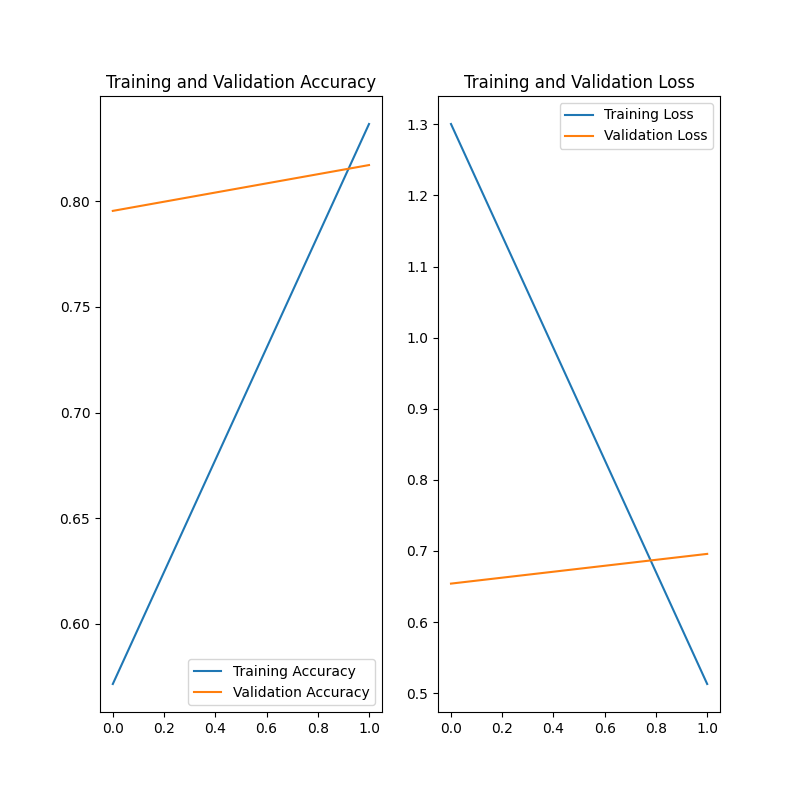 Training and Validation Accuracy
0.80
0.75
0.70
0.65
0.60
Training Accuracy
Validation Accuracy
0.0 0.2 0.4 0.6 0.8 1.0
Training and Validation Loss
Training Loss
Validation Loss
1.3
1.2
1.1
1.0
0.9
0.8
0.7
0.6
0.5
0.0 0.2 0.4 0.6 0.8 1.0